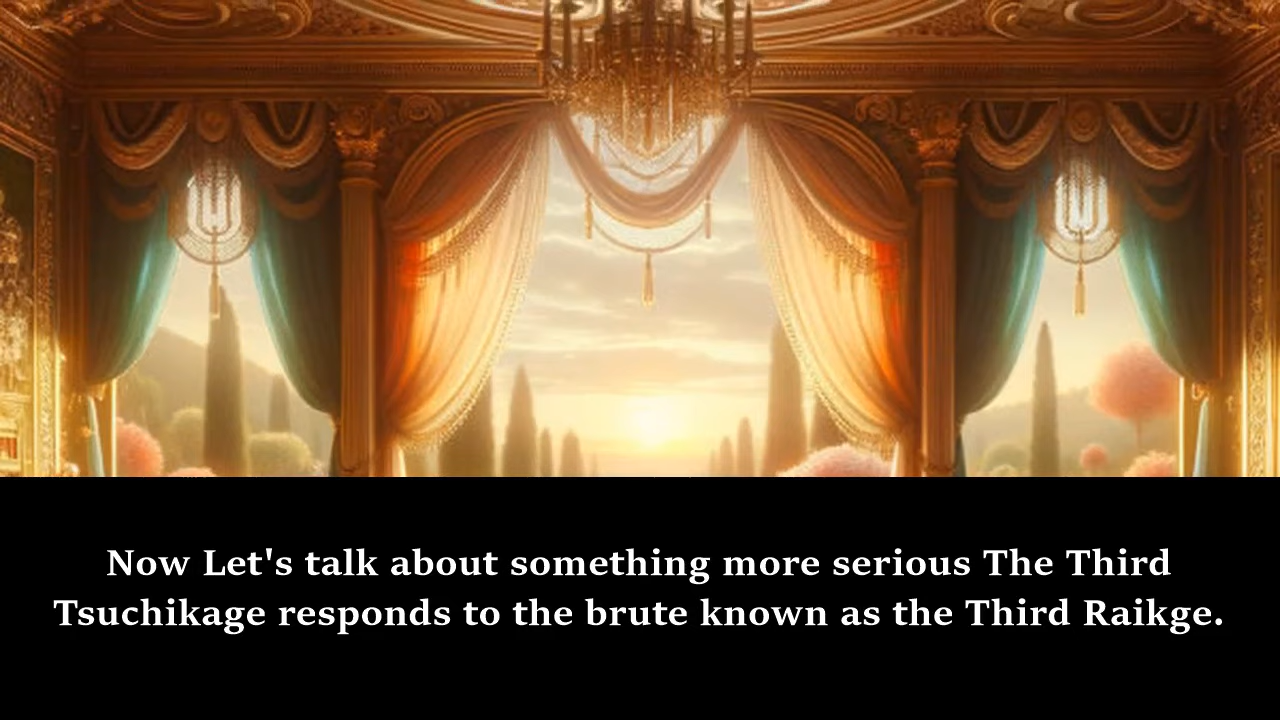 Now Let's talk about something more serious The Third
Tsuchikage responds to the brute known as the Third Raikge.